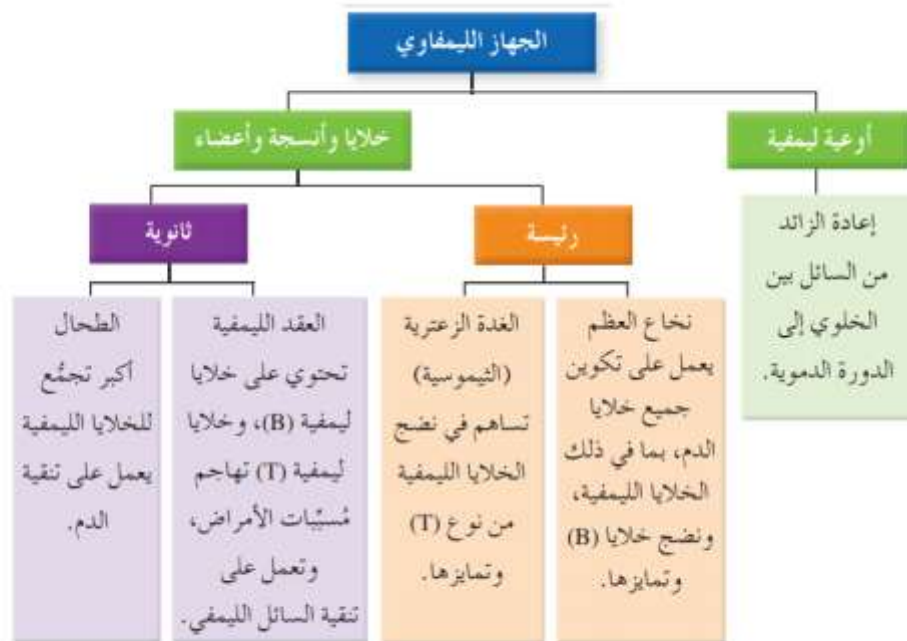 الجهاز الليمفاوي
أوعية ليمفية
خلايا وأنسجة وأعضاء
إعادة الزائد
من السائل بين
الخلوي إلى
الدورة الدموية.
رئيسة
ثانوية
نخاع العظم
يعمل على تكوين
جميع خلايا
الدم، بما في ذلك
الخلايا الليمفية،
ونضج خلايا (B)
وتمايزها.
الغدة الزعترية
(الثيموسية)
تساهم في نضج
الخلايا الليمفية
من نوع (T)
وتمايزها.
العقد الليمفية
تحتوي على خلايا
ليمفية (B)، وخلايا
ليمفية (T) تهاجم
مُسبِّبات الأمراض،
وتعمل على
تنقية السائل الليمفي.
الطحال
أكبر تجمُّع
للخلايا الليمفية
يعمل على تنقية
الدم.